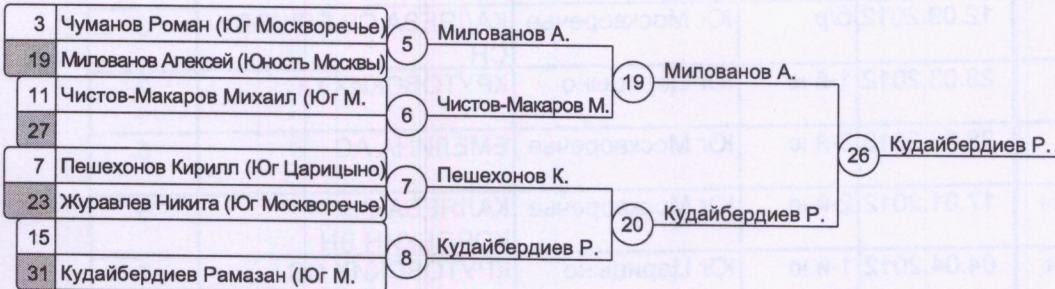 3 Чуманов Роман (Юг Москворечье)
19 Милованов Алексей (Юность Москвы)
5 Милованов А.
11 Чистов-Макаров Михаил (Юг М.
27
6 Чистов-Макаров М.
19 Милованов А.
7 Пешехонов Кирилл (Юг Царицыно)
23 Журавлев Никита (Юг Москворечье)
7 Пешехонов К.
15
31 Кудайбердиев Рамазан (Юг М.
8 Кудайбердиев Р.
20 Кудайбердиев Р.
26 Кудайбердиев Р.